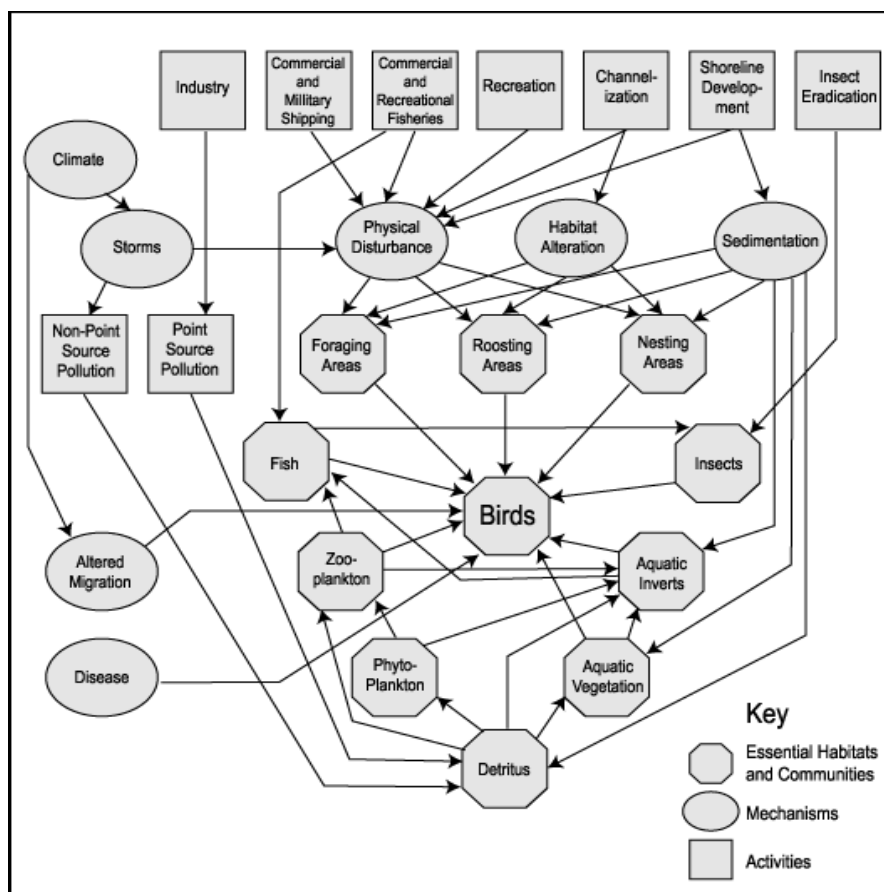 Industry
Commercial
and
Military
Shipping
Commercial
and
Recreational
Fisheries
Recreation
Channel-
ization
Shoreline
Develop-
ment
Insect
Eradication
Climate
Storms
Physical
Disturbance
Habitat
Alteration
Sedimentation
Non-Point
Source
Pollution
Point
Source
Pollution
Foraging
Areas
Roosting
Areas
Nesting
Areas
Fish
Insects
Birds
Altered
Migration
Zoo-
plankton
Aquatic
Inverts
Disease
Phyto-
Plankton
Aquatic
Vegetation
Detritus
Key
Essential Habitats
and Communities
Mechanisms
Activities